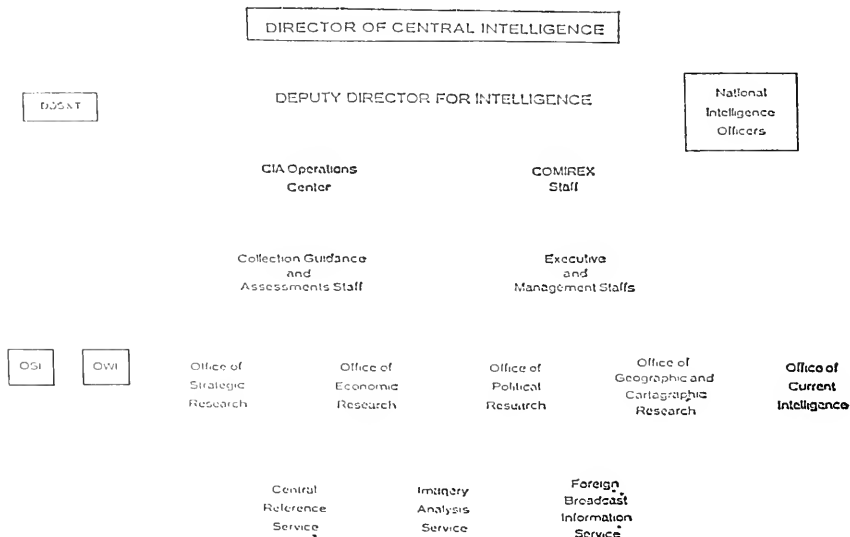 DIRECTOR OF CENTRAL INTELLIGENCE
DEPUTY DIRECTOR FOR INTELLIGENCE
National
Intelligence
Officers
DDS&T
CIA Operations
Center
COMIREX
Staff
Collection Guidance
and
Assessments Staff
Executive
and
Management Staffs
OSI
OWI
Office of
Strategic
Research
Office of
Economic
Research
Office of
Political
Research
Office of
Geographic and
Cartographic
Research
Office of
Current
Intelligence
Central
Reference
Service
Imagery
Analysis
Service
Foreign
Broadcast
Information
Service